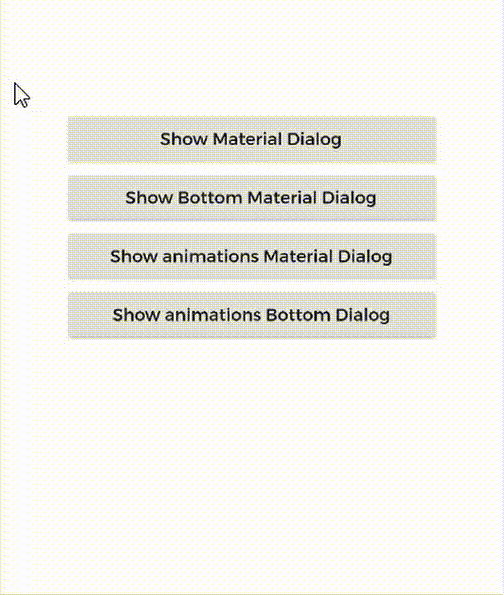 Show Material Dialog
Show Bottom Material Dialog
Show animations Material Dialog
Show animations Bottom Dialog